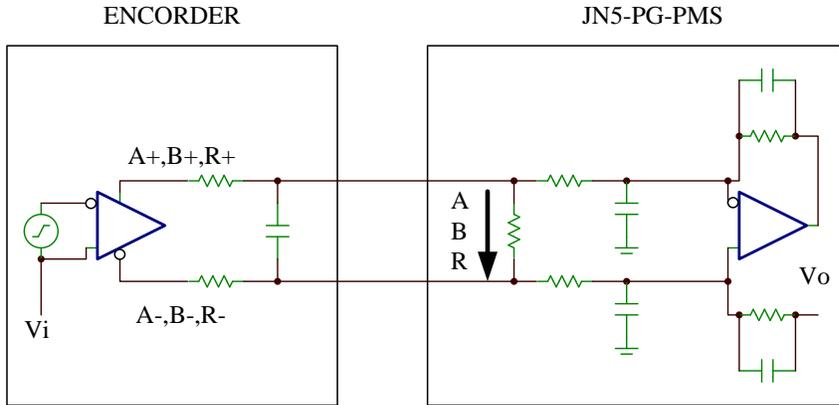 ENCORDER
JN5-PG-PMS
A+,B+,R+
A
B
R
Vi
A-,B-,R-
Vo